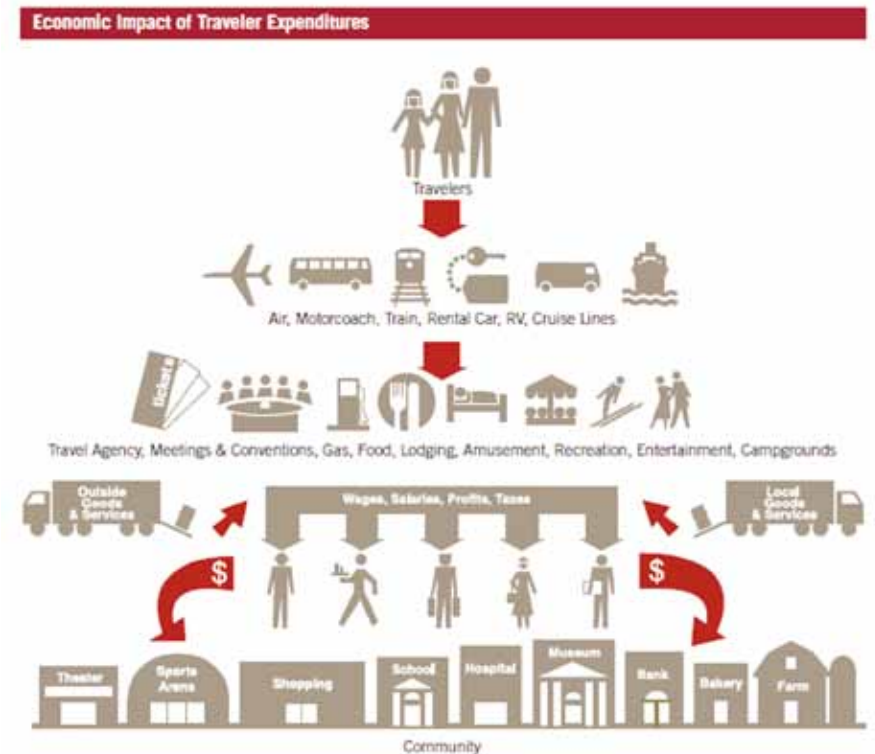 Economic Impact of Traveler Expenditures
Travelers
Air, Motorcoach, Train, Rental Car, RV, Cruise Lines
tickets
Travel Agency, Meetings & Conventions, Gas, Food, Lodging, Amusement, Recreation, Entertainment, Campgrounds
Outside
Goods
& Services
Wages, Salaries, Profits, Taxes
Local
Goods
& Services
$
$
Theater
Sports
Arena
Shopping
School
Hospital
Museum
Bank
Bakery
Farm
Community